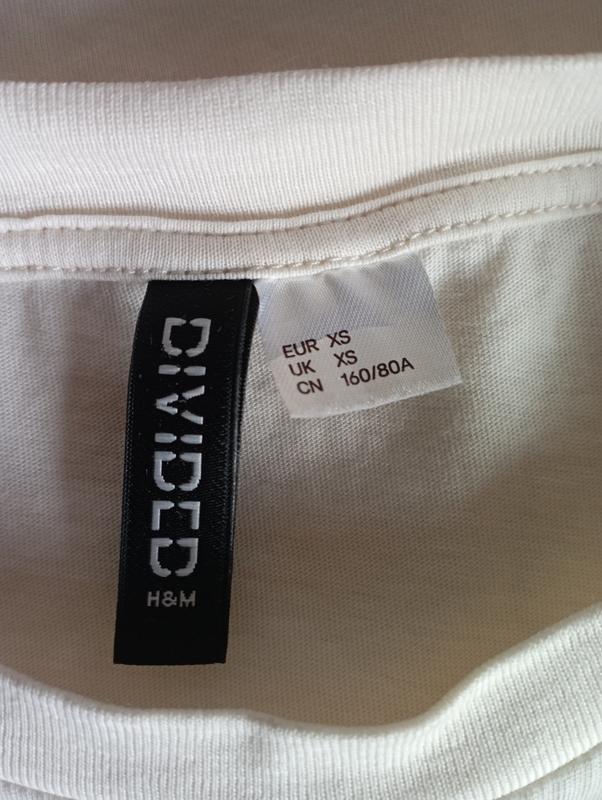 DIVIDED
H&M
EUR XS
UK XS
CN 160/80A